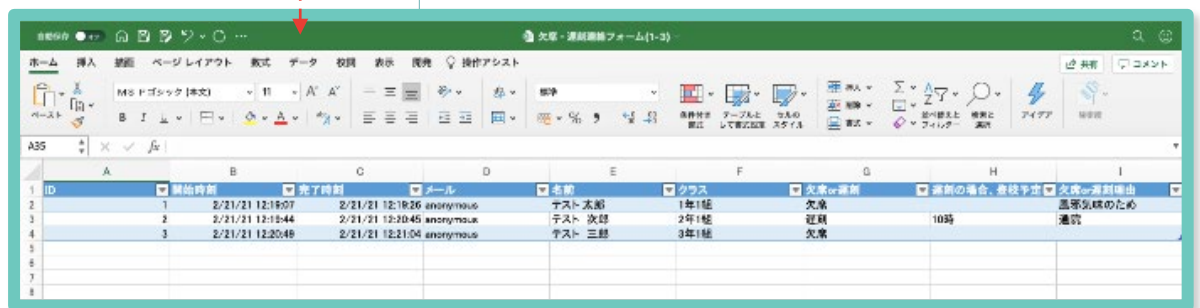 自動保存 オフ ... 欠席・遅刻連絡フォーム(1-3)
ホーム 挿入 描画 ページ レイアウト 数式 データ 校閲 表示 開発 操作アシスト 共有 コメント
ペースト MS Pゴシック (本文) 11 A A 標準 条件付き書式 テーブルとして書式設定 セルのスタイル 挿入 削除 書式 並べ替えとフィルター 検索と選択 アイデア
B I U A %
A35 fx
A B C D E F G H I
1 ID 開始時刻 完了時刻 メール 名前 クラス 欠席or遅刻 遅刻の場合、登校予定 欠席or遅刻理由
2 1 2/21/21 12:19:07 2/21/21 12:19:26 anonymous テスト 太郎 1年1組 欠席 風邪気味のため
3 2 2/21/21 12:19:44 2/21/21 12:20:45 anonymous テスト 次郎 2年1組 遅刻 10時 通院
4 3 2/21/21 12:20:49 2/21/21 12:21:04 anonymous テスト 三郎 3年1組 欠席
5
6
7
8